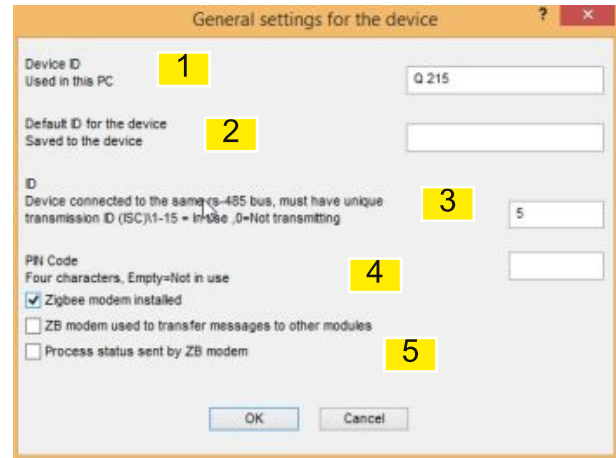 General settings for the device
? ×
Device ID
Used in this PC
1
Q 215
Default ID for the device
Saved to the device
2
ID
Device connected to the same rs-485 bus, must have unique
transmission ID (ISC)\1-15 = In use ,0=Not transmitting
3
5
PIN Code
Four characters, Empty=Not in use
4
Zigbee modem installed
ZB modem used to transfer messages to other modules
Process status sent by ZB modem
5
OK Cancel